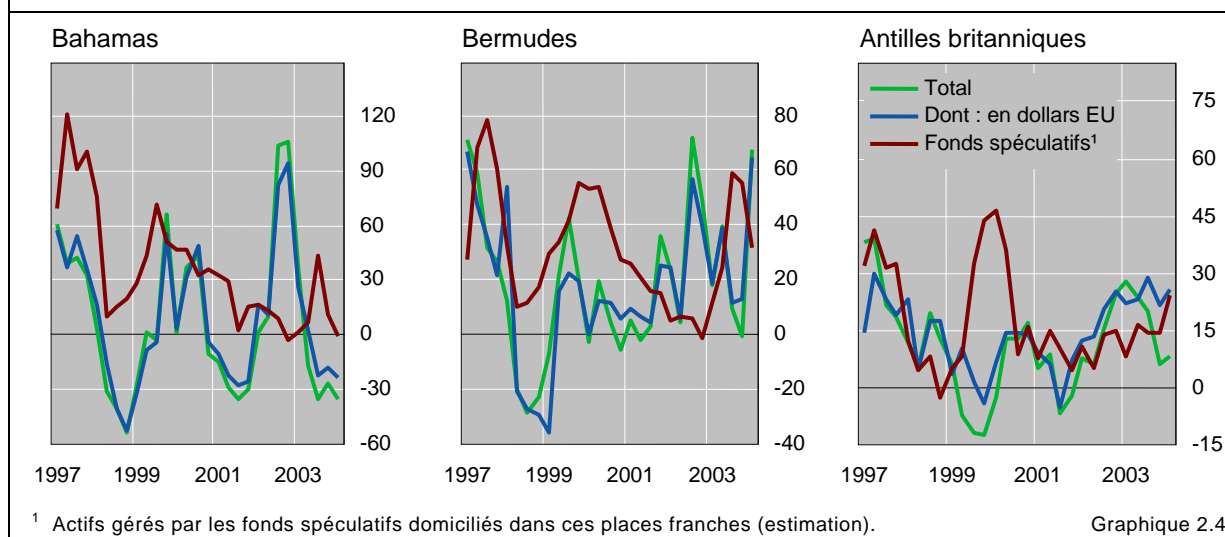 Bahamas
Bermudes
Antilles britanniques
120
90
60
30
0
-30
-60
1997 1999 2001 2003
80
60
40
20
0
-20
-40
1997 1999 2001 2003
Total
Dont : en dollars EU
Fonds spéculatifs¹
75
60
45
30
15
0
-15
1997 1999 2001 2003
¹ Actifs gérés par les fonds spéculatifs domiciliés dans ces places franches (estimation). Graphique 2.4